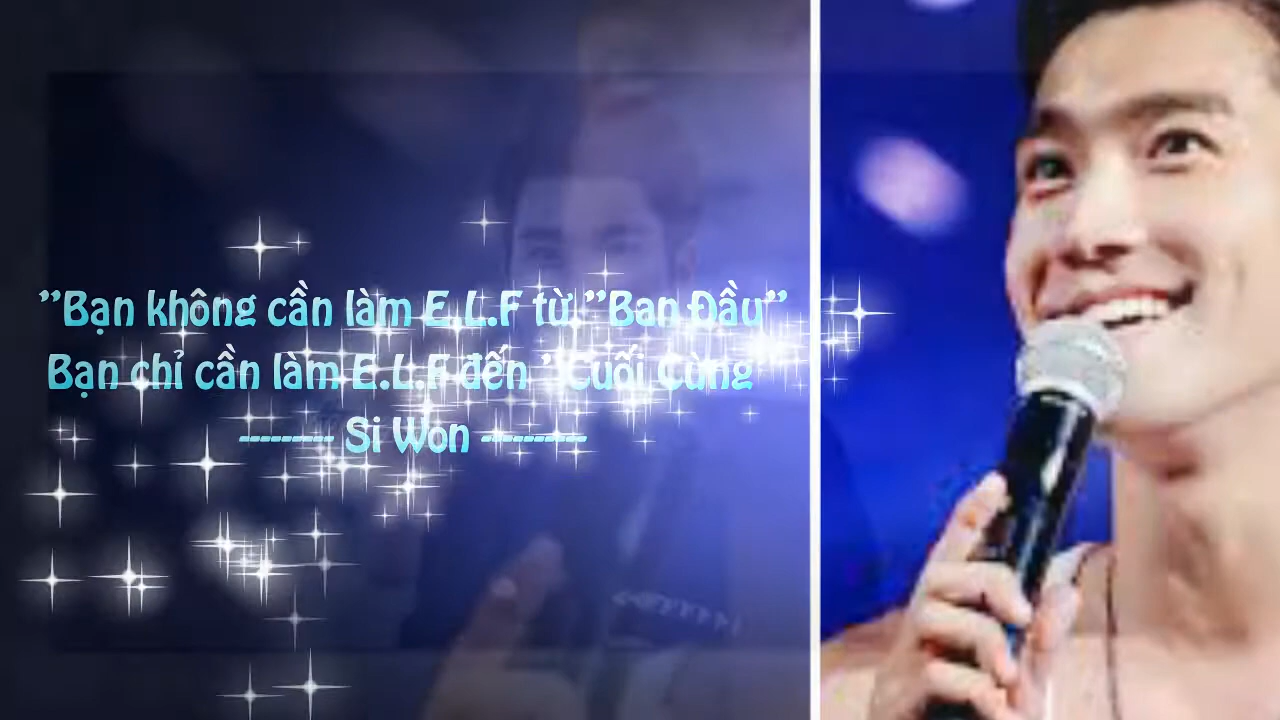 "Bạn không cần làm E.L.F từ "Ban Đầu"
Bạn chỉ cần làm E.L.F đến "Cuối Cùng"
--------- Si Won ---------